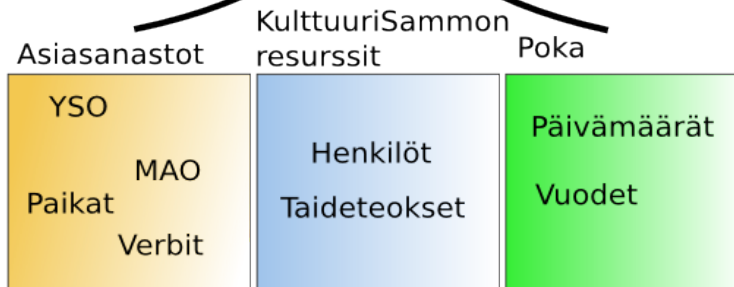 Asiasanastot
YSO
MAO
Paikat
Verbit
KulttuuriSammon
resurssit
Henkilöt
Taideteokset
Poka
Päivämäärät
Vuodet